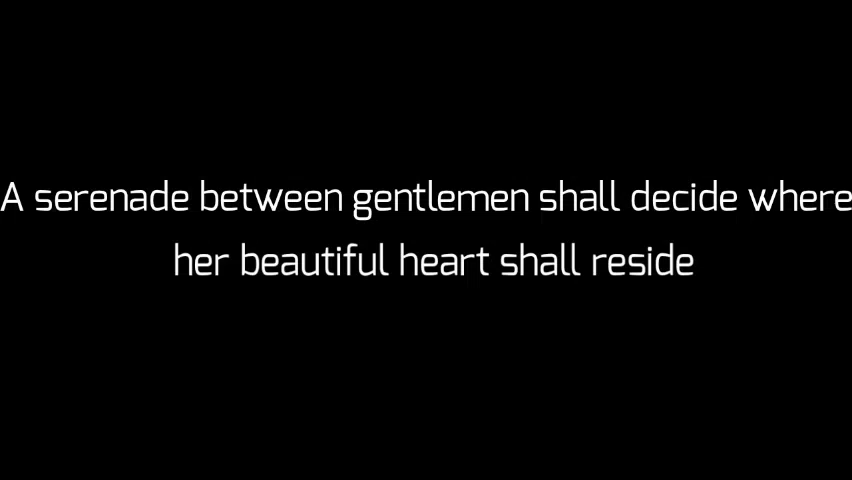 A serenade between gentlemen shall decide where
her beautiful heart shall reside